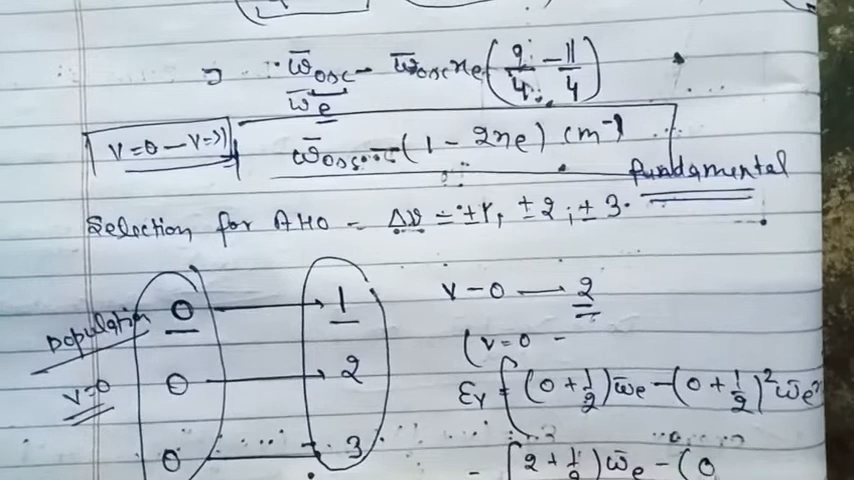 ⇒ ω̄osc - ω̄osc xe (9/4 - 1/4)
ω̄e
V=0 — V=>1
ω̄osc (1 - 2xe) cm⁻¹
fundamental
Selection for AHO - Δv = ±1, ±2, ±3.
population
V=0
0 → 1
0 → 2
0 → 3
V - 0 → 2
(V=0 -
εv (0 + 1/2) ω̄e - (0 + 1/2)² ω̄e x
- [2 + 1/2) ω̄e - (0